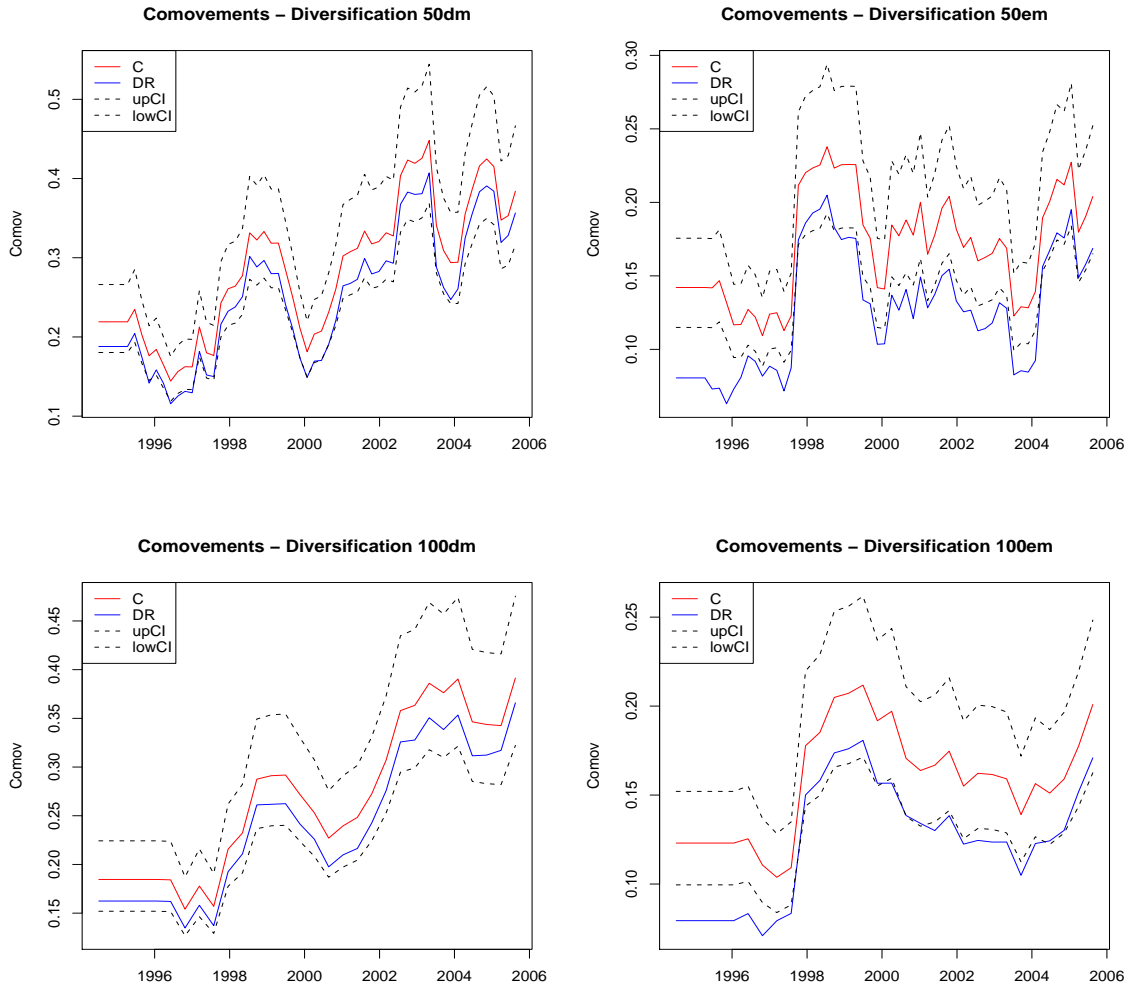 Comovements – Diversification 50dm
C
DR
upCI
lowCI
Comov
0.1
0.2
0.3
0.4
0.5
1996 1998 2000 2002 2004 2006
Comovements – Diversification 50em
C
DR
upCI
lowCI
Comov
0.10
0.15
0.20
0.25
0.30
1996 1998 2000 2002 2004 2006
Comovements – Diversification 100dm
C
DR
upCI
lowCI
Comov
0.15
0.20
0.25
0.30
0.35
0.40
0.45
1996 1998 2000 2002 2004 2006
Comovements – Diversification 100em
C
DR
upCI
lowCI
Comov
0.10
0.15
0.20
0.25
1996 1998 2000 2002 2004 2006